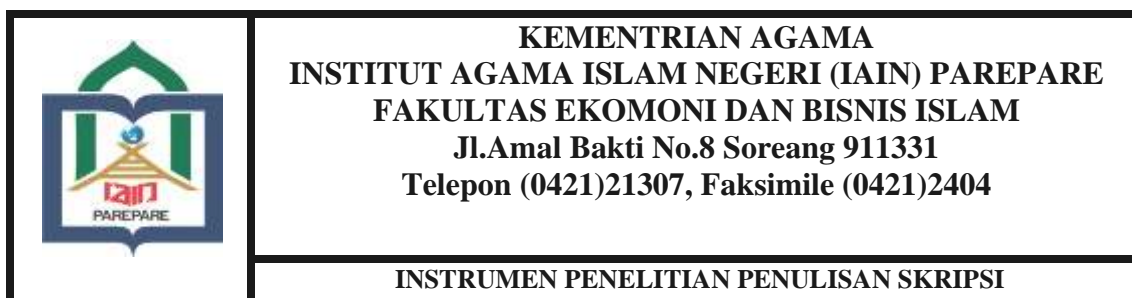 KEMENTRIAN AGAMA
INSTITUT AGAMA ISLAM NEGERI (IAIN) PAREPARE
FAKULTAS EKOMONI DAN BISNIS ISLAM
Jl.Amal Bakti No.8 Soreang 911331
Telepon (0421)21307, Faksimile (0421)2404
iain
PAREPARE
INSTRUMEN PENELITIAN PENULISAN SKRIPSI